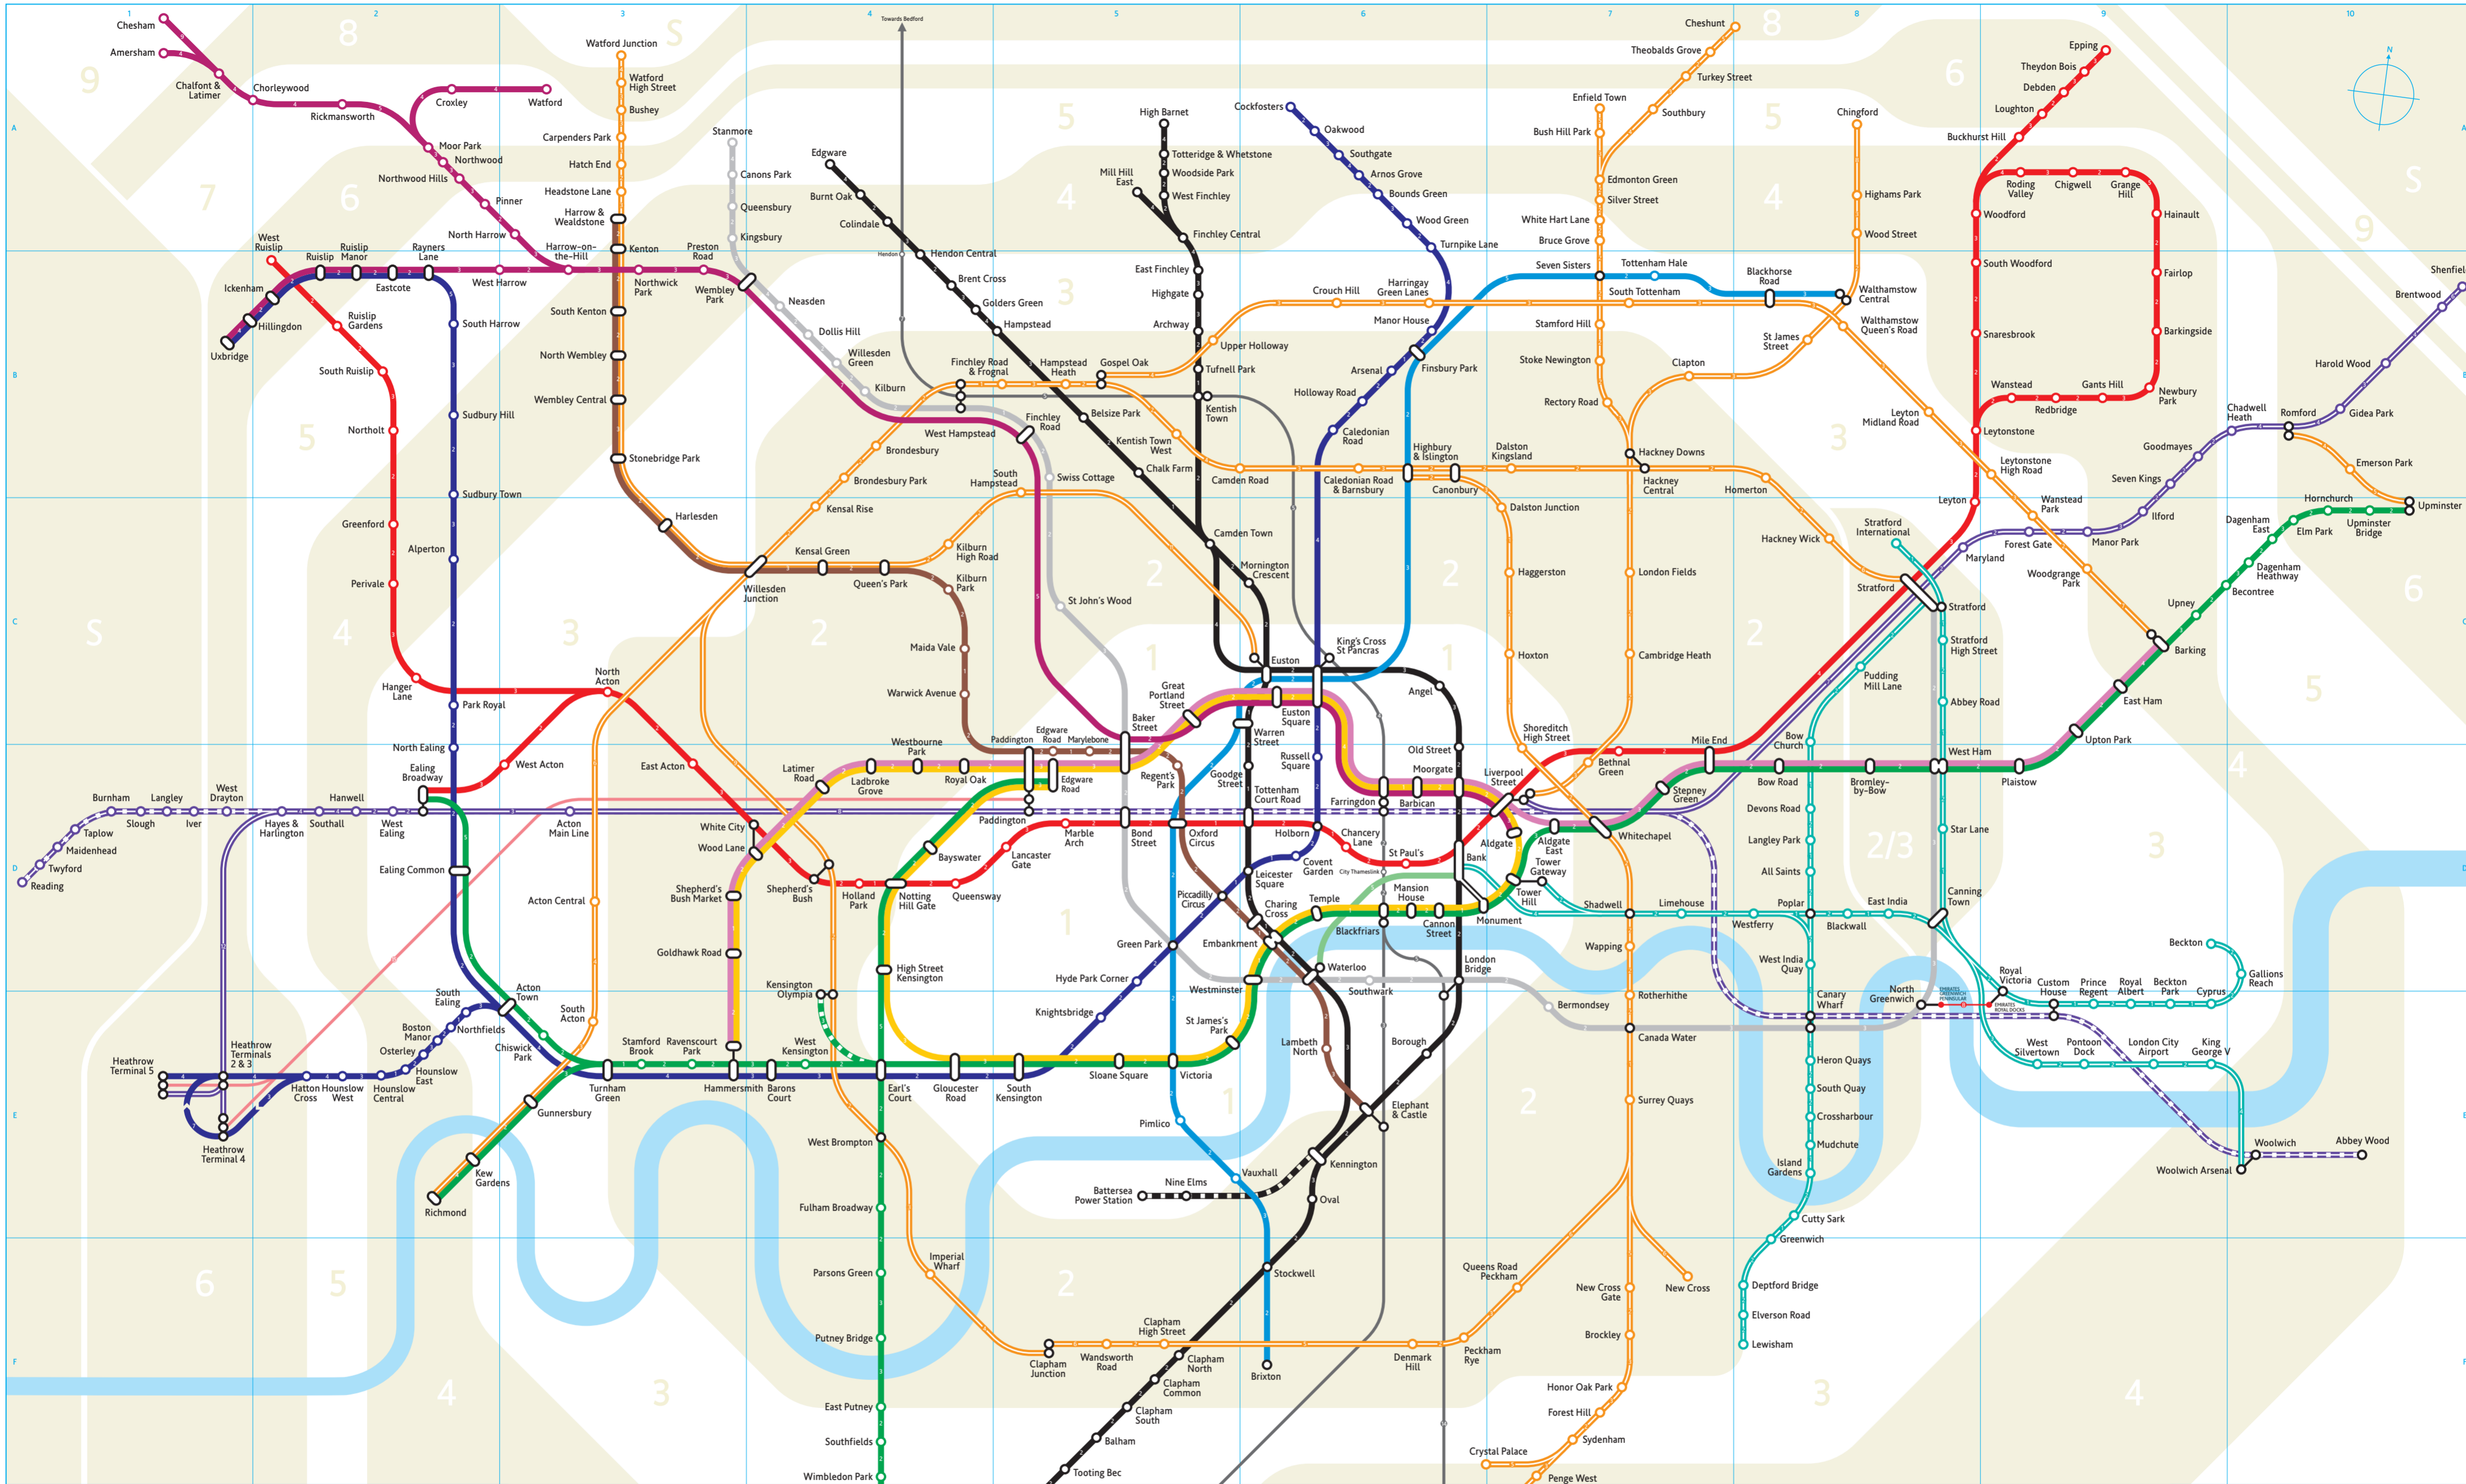 1
2
3
4
5
6
7
8
9
10
A
B
C
D
E
F
N
Towards Bedford
Chesham
Amersham
Chalfont &
Latimer
Chorleywood
Rickmansworth
Croxley
Watford
Moor Park
Northwood
Northwood Hills
Pinner
North Harrow
Harrow-on-
the-Hill
Watford Junction
Watford
High Street
Bushey
Carpenders Park
Hatch End
Headstone Lane
Harrow &
Wealdstone
Kenton
Northwick
Park
Preston
Road
Wembley
Park
South Kenton
North Wembley
Wembley Central
Stonebridge Park
Harlesden
Willesden
Junction
Stanmore
Canons Park
Queensbury
Kingsbury
Neasden
Dollis Hill
Willesden
Green
Kilburn
West Hampstead
Finchley
Road
Swiss Cottage
St John's Wood
Edgware
Burnt Oak
Colindale
Hendon Central
Hendon
Brent Cross
Golders Green
Hampstead
Belsize Park
Chalk Farm
Camden Town
Mornington
Crescent
High Barnet
Totteridge & Whetstone
Woodside Park
West Finchley
Mill Hill
East
Finchley Central
East Finchley
Highgate
Archway
Tufnell Park
Kentish
Town
Cockfosters
Oakwood
Southgate
Arnos Grove
Bounds Green
Wood Green
Turnpike Lane
Manor House
Finsbury Park
Arsenal
Holloway Road
Caledonian
Road
Cheshunt
Theobalds Grove
Turkey Street
Southbury
Enfield Town
Bush Hill Park
Edmonton Green
Silver Street
White Hart Lane
Bruce Grove
Seven Sisters
Tottenham Hale
Blackhorse
Road
Walthamstow
Central
South Tottenham
Stamford Hill
Stoke Newington
Rectory Road
Chingford
Highams Park
Wood Street
Walthamstow
Queen's Road
St James
Street
Clapton
Crouch Hill
Harringay
Green Lanes
Upper Holloway
Gospel Oak
Hampstead
Heath
Finchley Road
& Frognal
Kentish Town
West
Camden Road
Caledonian Road
& Barnsbury
Highbury
& Islington
Canonbury
Dalston
Kingsland
Hackney Downs
Hackney
Central
Homerton
Hackney Wick
Dalston Junction
Haggerston
Hoxton
Shoreditch
High Street
London Fields
Cambridge Heath
Bethnal
Green
Leyton
Midland Road
Leytonstone
High Road
Wanstead
Park
Woodgrange
Park
Epping
Theydon Bois
Debden
Loughton
Buckhurst Hill
Roding
Valley
Chigwell
Grange
Hill
Hainault
Fairlop
Barkingside
Newbury
Park
Gants Hill
Redbridge
Wanstead
Woodford
South Woodford
Snaresbrook
Leytonstone
Leyton
Stratford
Stratford
International
Stratford
Stratford
High Street
Abbey Road
West Ham
Star Lane
Canning
Town
Shenfield
Brentwood
Harold Wood
Gidea Park
Romford
Chadwell
Heath
Goodmayes
Seven Kings
Ilford
Manor Park
Forest Gate
Maryland
Emerson Park
Upminster
Upminster
Bridge
Hornchurch
Elm Park
Dagenham
East
Dagenham
Heathway
Becontree
Upney
Barking
East Ham
Upton Park
Plaistow
Bromley-
by-Bow
Bow Road
Mile End
Stepney
Green
Whitechapel
Aldgate
East
Aldgate
West
Ruislip
Ruislip
Ruislip
Manor
Eastcote
Rayners
Lane
West Harrow
Ickenham
Hillingdon
Uxbridge
Ruislip
Gardens
South Ruislip
Northolt
Greenford
Perivale
Hanger
Lane
North
Acton
West Acton
Ealing
Broadway
East Acton
White City
Wood Lane
South Harrow
Sudbury Hill
Sudbury Town
Alperton
Park Royal
North Ealing
Ealing Common
Brondesbury
Brondesbury Park
Kensal Rise
South
Hampstead
Kilburn
High Road
Kensal Green
Queen's Park
Kilburn
Park
Maida Vale
Warwick Avenue
Paddington
Edgware
Road
Marylebone
Baker
Street
Great
Portland
Street
Euston
Square
Euston
Warren
Street
King's Cross
St Pancras
Angel
Old Street
Moorgate
Liverpool
Street
Barbican
Farringdon
Russell
Square
Goodge
Street
Tottenham
Court Road
Regent's
Park
Oxford
Circus
Bond
Street
Marble
Arch
Lancaster
Gate
Queensway
Notting
Hill Gate
Holland
Park
Shepherd's
Bush
Shepherd's
Bush Market
Goldhawk Road
Latimer
Road
Ladbroke
Grove
Westbourne
Park
Royal Oak
Edgware
Road
Paddington
Bayswater
High Street
Kensington
Kensington
Olympia
Holborn
Chancery
Lane
St Paul's
Bank
City Thameslink
Covent
Garden
Leicester
Square
Piccadilly
Circus
Charing
Cross
Embankment
Temple
Blackfriars
Mansion
House
Cannon
Street
Monument
Tower
Hill
Tower
Gateway
Green Park
Hyde Park Corner
Knightsbridge
Westminster
St James's
Park
Victoria
Sloane Square
South
Kensington
Gloucester
Road
Earl's
Court
West
Kensington
Barons
Court
Hammersmith
Ravenscourt
Park
Stamford
Brook
Turnham
Green
Chiswick
Park
Acton
Town
South
Ealing
Northfields
Boston
Manor
Osterley
Hounslow
East
Hounslow
Central
Hounslow
West
Hatton
Cross
Heathrow
Terminals
2 & 3
Heathrow
Terminal 5
Heathrow
Terminal 4
Burnham
Langley
West
Drayton
Taplow
Slough
Iver
Maidenhead
Twyford
Reading
Hayes &
Harlington
Southall
Hanwell
West
Ealing
Acton
Main Line
Acton Central
South
Acton
Gunnersbury
Kew
Gardens
Richmond
Waterloo
Southwark
London
Bridge
Bermondsey
Lambeth
North
Borough
Elephant
& Castle
Kennington
Oval
Nine Elms
Battersea
Power Station
Pimlico
Vauxhall
Stockwell
Brixton
Clapham
North
Clapham
Common
Clapham
South
Balham
Tooting Bec
West Brompton
Fulham Broadway
Parsons Green
Putney Bridge
East Putney
Southfields
Wimbledon Park
Imperial
Wharf
Clapham
Junction
Wandsworth
Road
Clapham
High Street
Denmark
Hill
Peckham
Rye
Queens Road
Peckham
Shadwell
Wapping
Rotherhithe
Canada Water
Surrey Quays
New Cross
Gate
New Cross
Brockley
Honor Oak Park
Forest Hill
Sydenham
Crystal Palace
Penge West
Pudding
Mill Lane
Bow
Church
Devons Road
Langley Park
All Saints
Poplar
Limehouse
Westferry
Blackwall
East India
West India
Quay
Canary
Wharf
Heron Quays
South Quay
Crossharbour
Mudchute
Island
Gardens
Cutty Sark
Greenwich
Deptford Bridge
Elverson Road
Lewisham
North
Greenwich
EMIRATES
GREENWICH
PENINSULAR
EMIRATES
ROYAL DOCKS
Royal
Victoria
Custom
House
Prince
Regent
Royal
Albert
Beckton
Park
Cyprus
Gallions
Reach
Beckton
West
Silvertown
Pontoon
Dock
London City
Airport
King
George V
Woolwich
Woolwich Arsenal
Abbey Wood
2/3